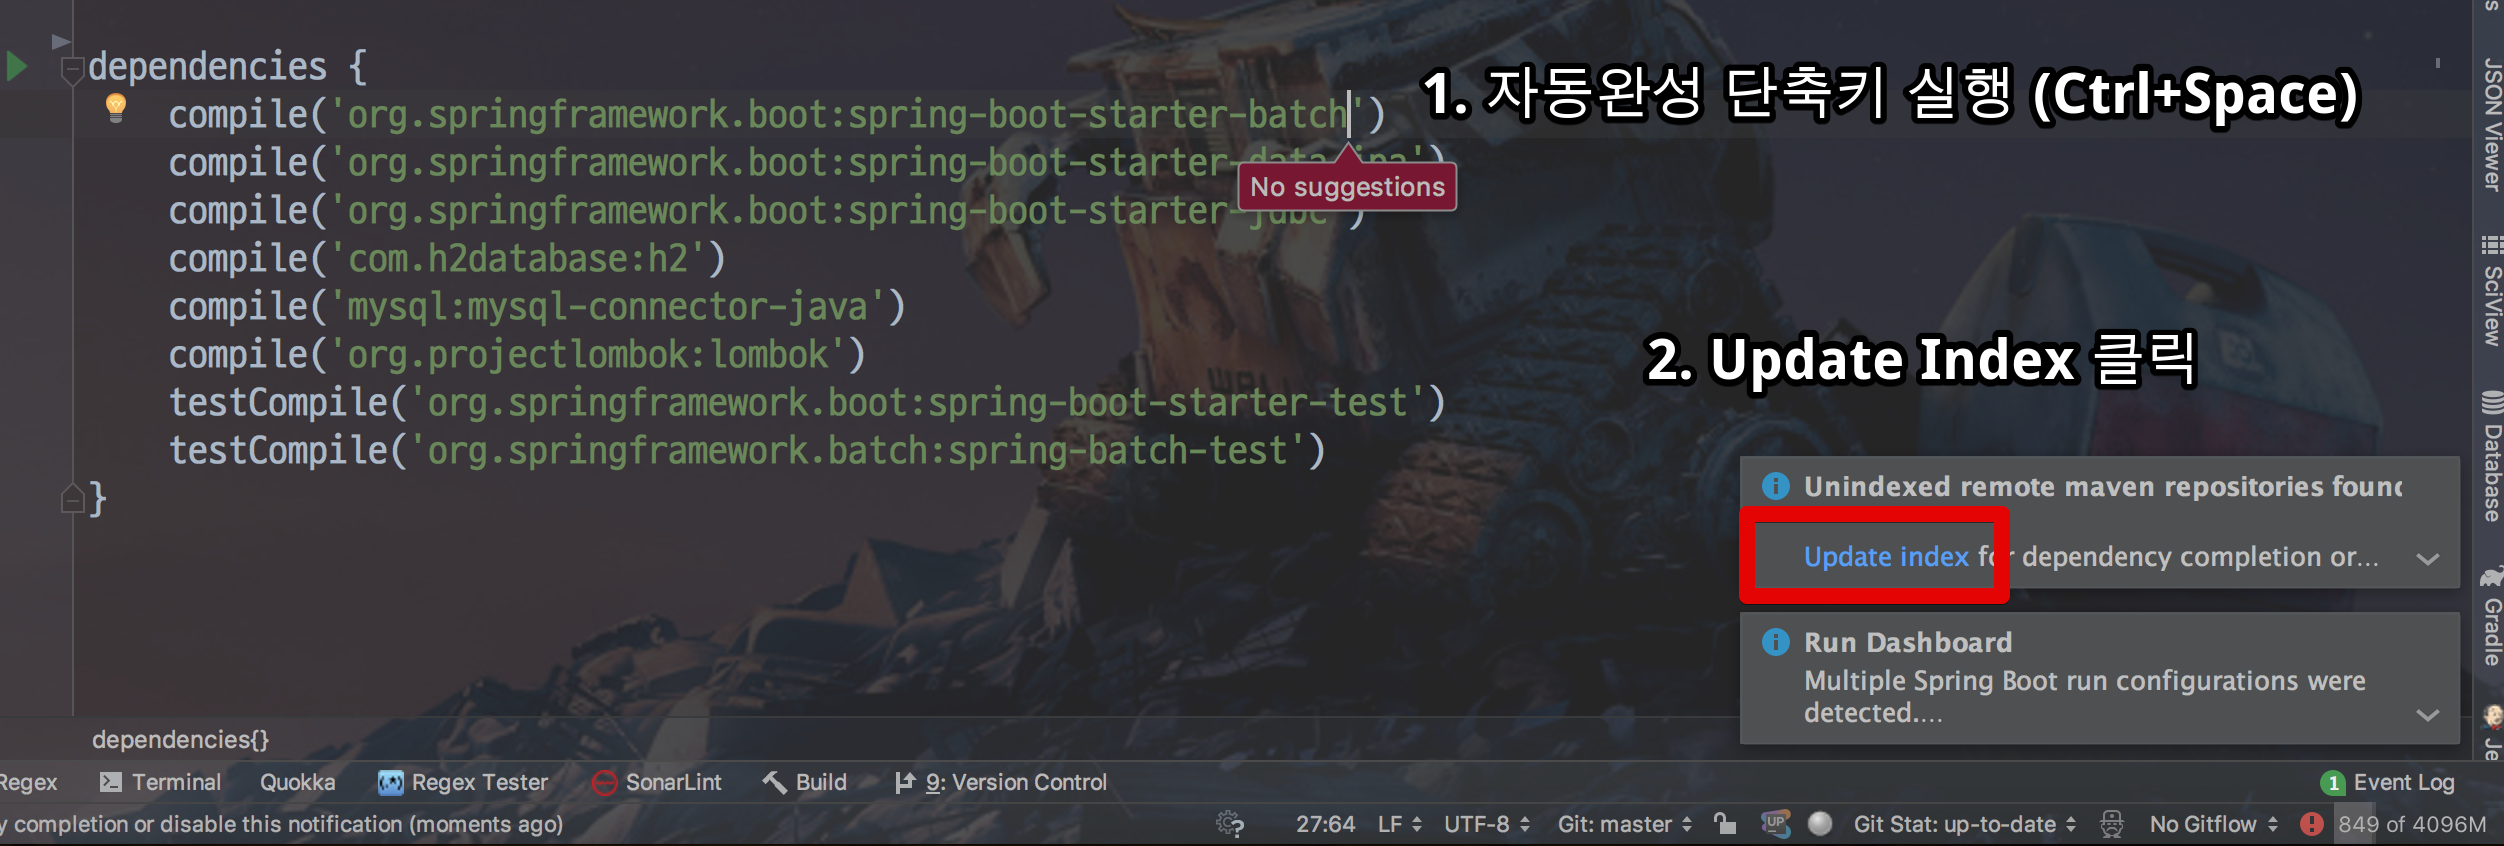 dependencies {
compile('org.springframework.boot:spring-boot-starter-batch')
1. 자동완성 단축키 실행 (Ctrl+Space)
compile('org.springframework.boot:spring-boot-starter-data-jpa')
No suggestions
compile('org.springframework.boot:spring-boot-starter-jdbc')
compile('com.h2database:h2')
compile('mysql:mysql-connector-java')
compile('org.projectlombok:lombok')
2. Update Index 클릭
testCompile('org.springframework.boot:spring-boot-starter-test')
testCompile('org.springframework.batch:spring-batch-test')
}
Unindexed remote maven repositories found
Update index for dependency completion or...
Run Dashboard
Multiple Spring Boot run configurations were
detected....
JSON Viewer
SciView
Database
Gradle
Je
dependencies{}
Regex
Terminal
Quokka
Regex Tester
SonarLint
Build
9: Version Control
1 Event Log
y completion or disable this notification (moments ago)
27:64
LF
UTF-8
Git: master
UP
Git Stat: up-to-date
No Gitflow
849 of 4096M